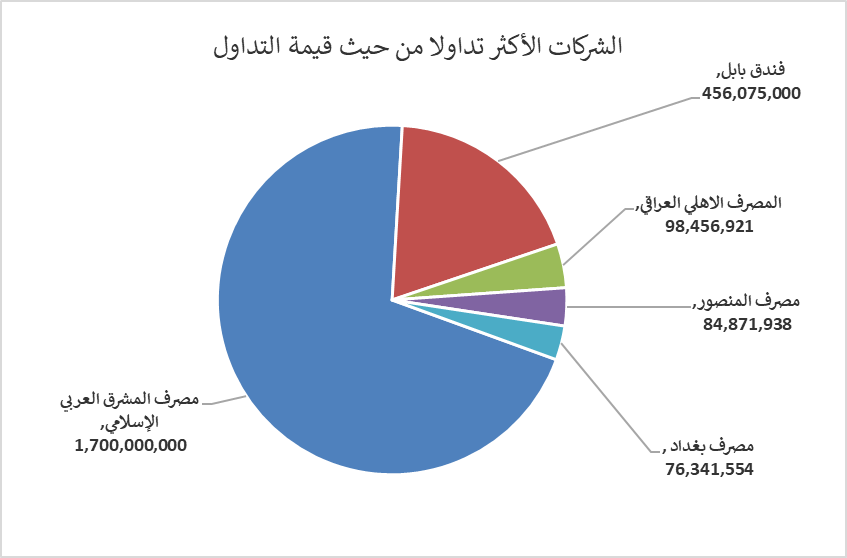 الشركات الأكثر تداولا من حيث قيمة التداول
فندق بابل,
456,075,000
المصرف الاهلي العراقي,
98,456,921
مصرف المنصور,
84,871,938
مصرف بغداد ,
76,341,554
مصرف المشرق العربي
الإسلامي,
1,700,000,000